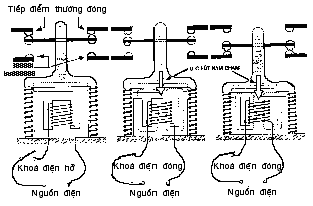 Tiếp điểm thường đóng
Khoá điện hở
Khoá điện đóng
Khoá điện đóng
Nguồn điện
Nguồn điện
Nguồn điện